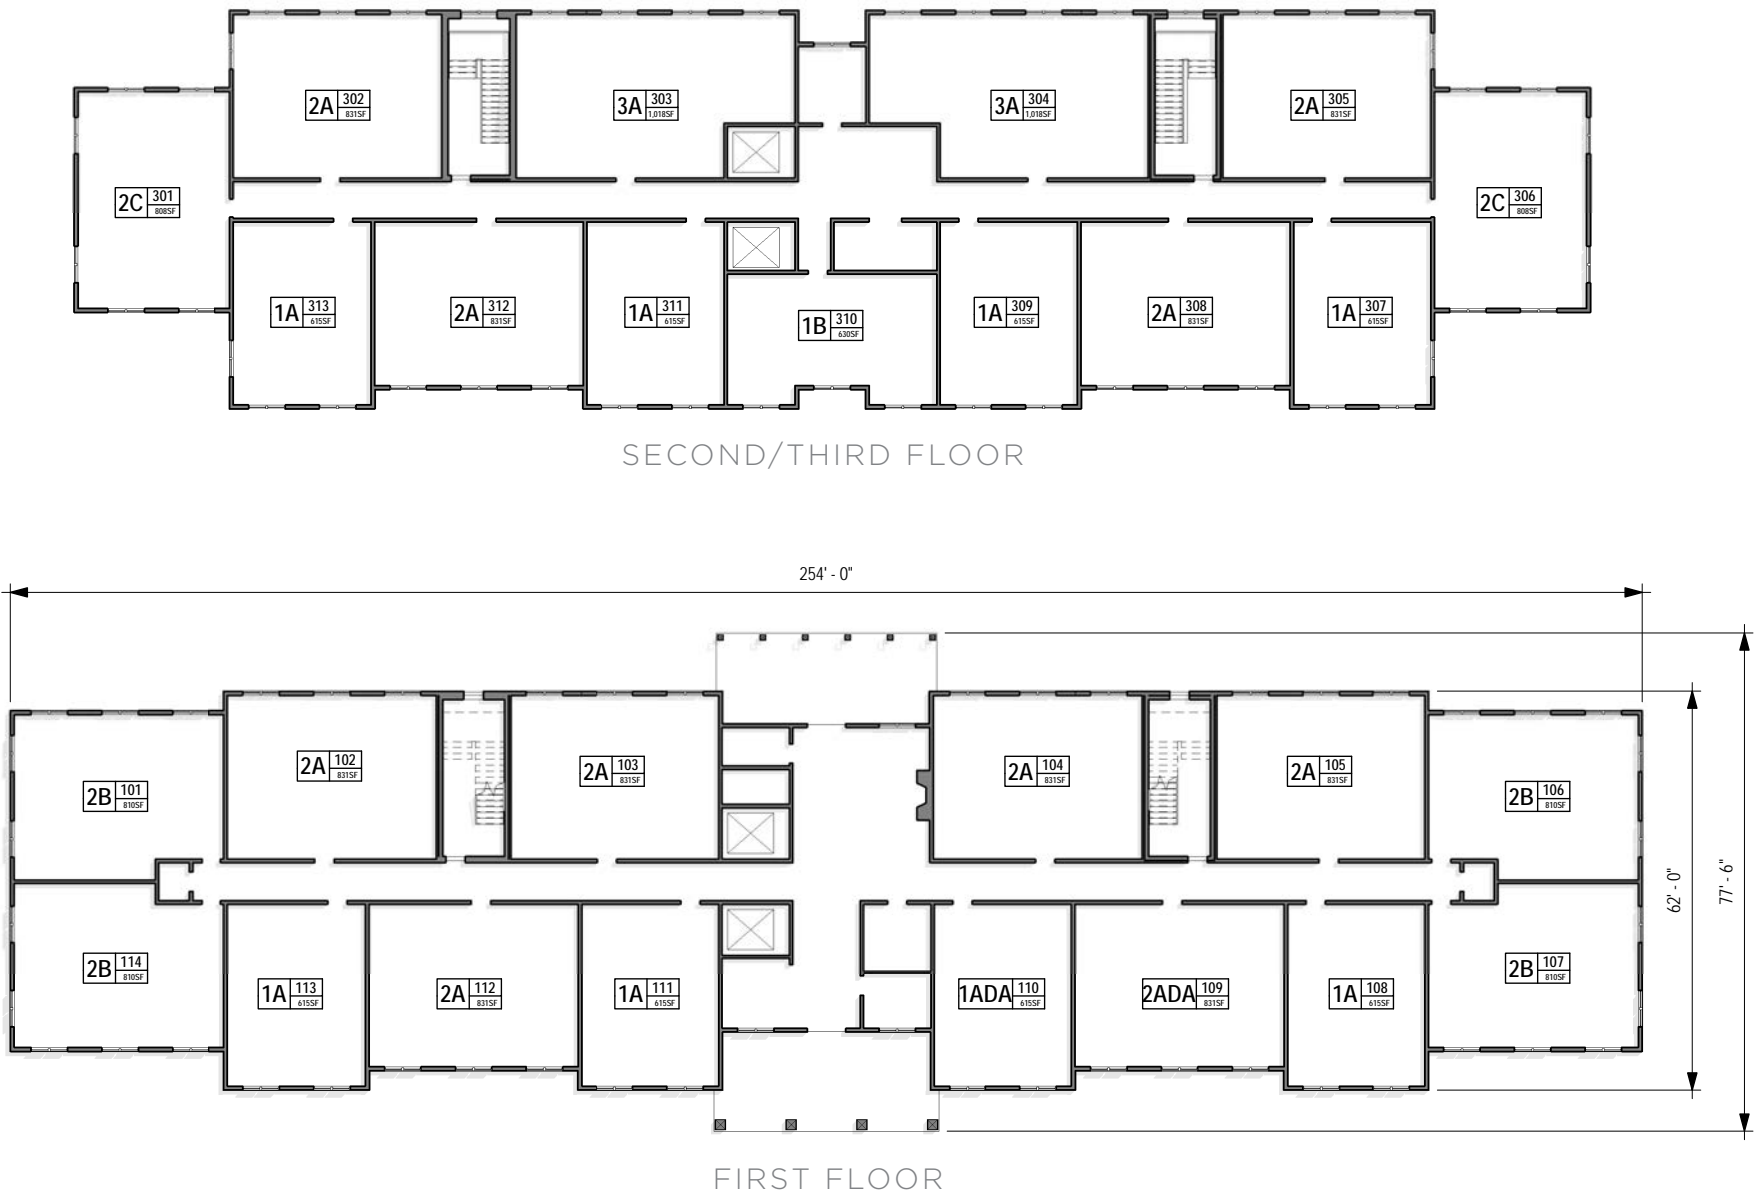 2A 302 831SF
3A 303 1,018SF
3A 304 1,018SF
2A 305 831SF
2C 301 808SF
2C 306 808SF
1A 313 615SF
2A 312 831SF
1A 311 615SF
1B 310 630SF
1A 309 615SF
2A 308 831SF
1A 307 615SF
SECOND/THIRD FLOOR
254' - 0"
2B 101 810SF
2A 102 831SF
2A 103 831SF
2A 104 831SF
2A 105 831SF
2B 106 810SF
62' - 0"
77' - 6"
2B 114 810SF
1A 113 615SF
2A 112 831SF
1A 111 615SF
1ADA 110 615SF
2ADA 109 831SF
1A 108 615SF
2B 107 810SF
FIRST FLOOR